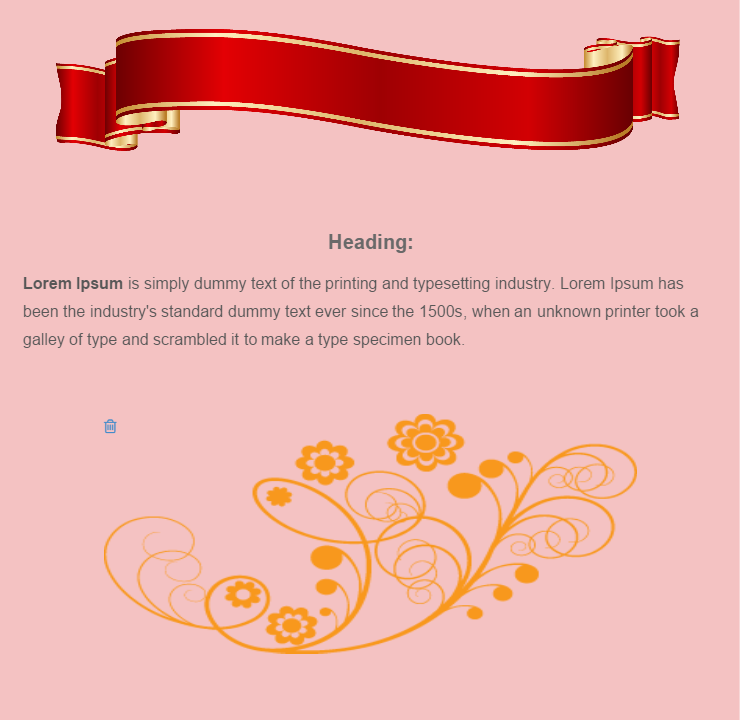 Heading:
Lorem Ipsum is simply dummy text of the printing and typesetting industry. Lorem Ipsum has
been the industry's standard dummy text ever since the 1500s, when an unknown printer took a
galley of type and scrambled it to make a type specimen book.